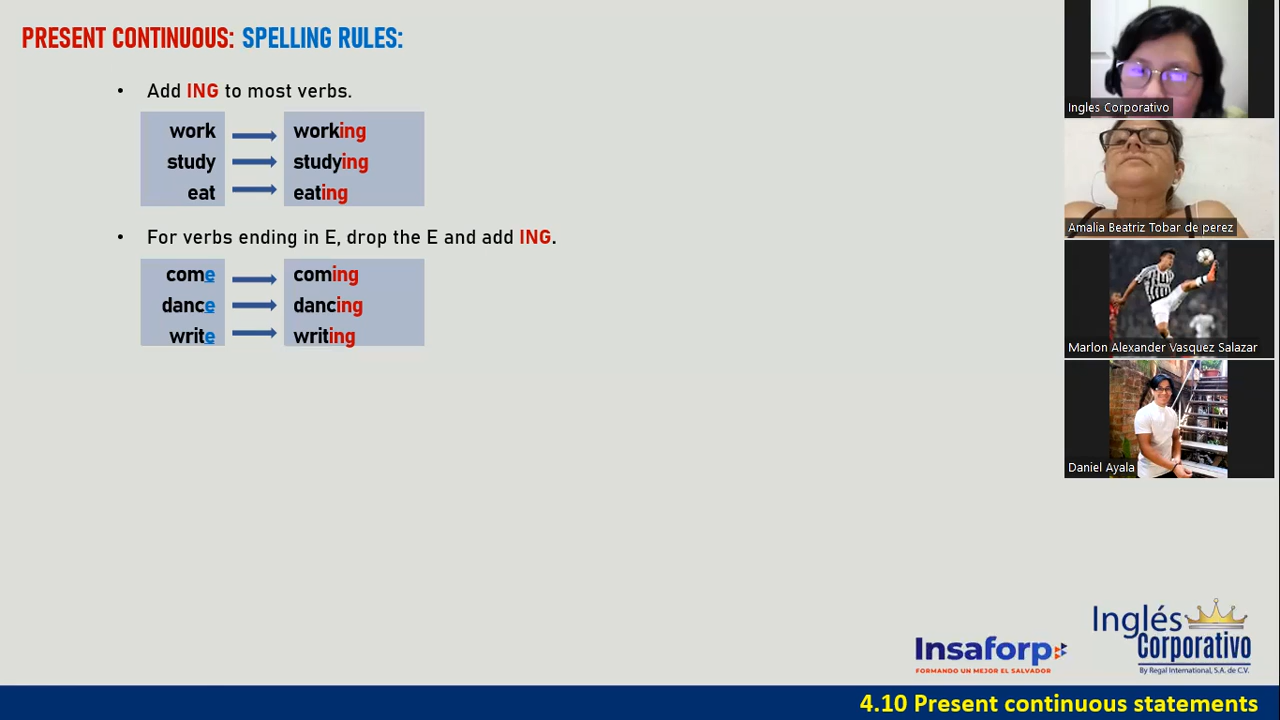 PRESENT CONTINUOUS: SPELLING RULES:
• Add ING to most verbs.
work working
study studying
eat eating
• For verbs ending in E, drop the E and add ING.
come coming
dance dancing
write writing
Ingles Corporativo
Amalia Beatriz Tobar de perez
Marlon Alexander Vasquez Salazar
Daniel Ayala
Insaforp
FORMANDO UN MEJOR EL SALVADOR
Inglés
Corporativo
By Regal International, S.A. de C.V.
4.10 Present continuous statements